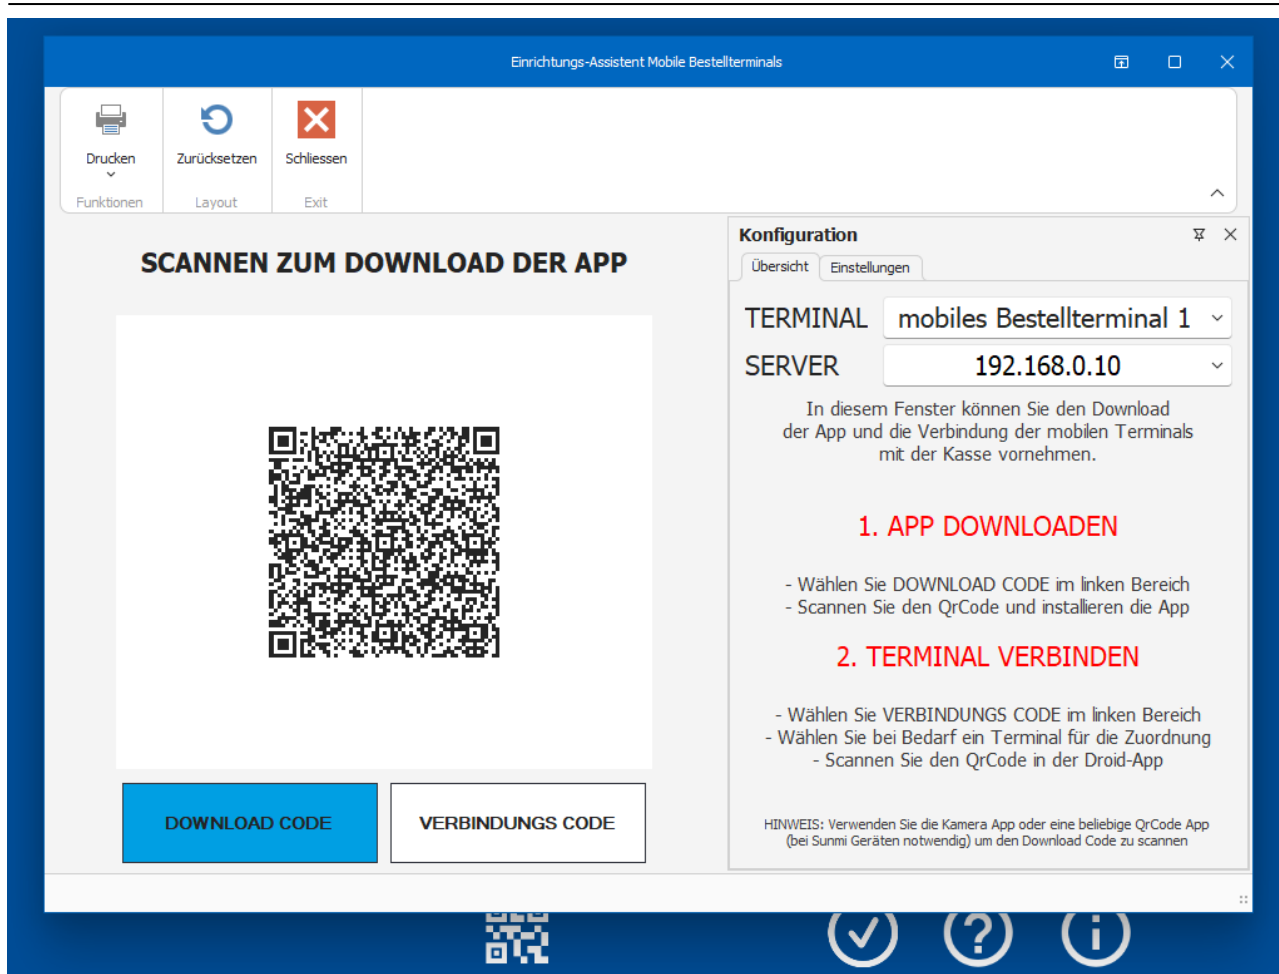 Einrichtungs-Assistent Mobile Bestellterminals
Drucken
Zurücksetzen
Schliessen
Funktionen
Layout
Exit
SCANNEN ZUM DOWNLOAD DER APP
DOWNLOAD CODE
VERBINDUNGS CODE
Konfiguration
Übersicht
Einstellungen
TERMINAL
mobiles Bestellterminal 1
SERVER
192.168.0.10
In diesem Fenster können Sie den Download
der App und die Verbindung der mobilen Terminals
mit der Kasse vornehmen.
1. APP DOWNLOADEN
- Wählen Sie DOWNLOAD CODE im linken Bereich
- Scannen Sie den QrCode und installieren die App
2. TERMINAL VERBINDEN
- Wählen Sie VERBINDUNGS CODE im linken Bereich
- Wählen Sie bei Bedarf ein Terminal für die Zuordnung
- Scannen Sie den QrCode in der Droid-App
HINWEIS: Verwenden Sie die Kamera App oder eine beliebige QrCode App
(bei Sunmi Geräten notwendig) um den Download Code zu scannen